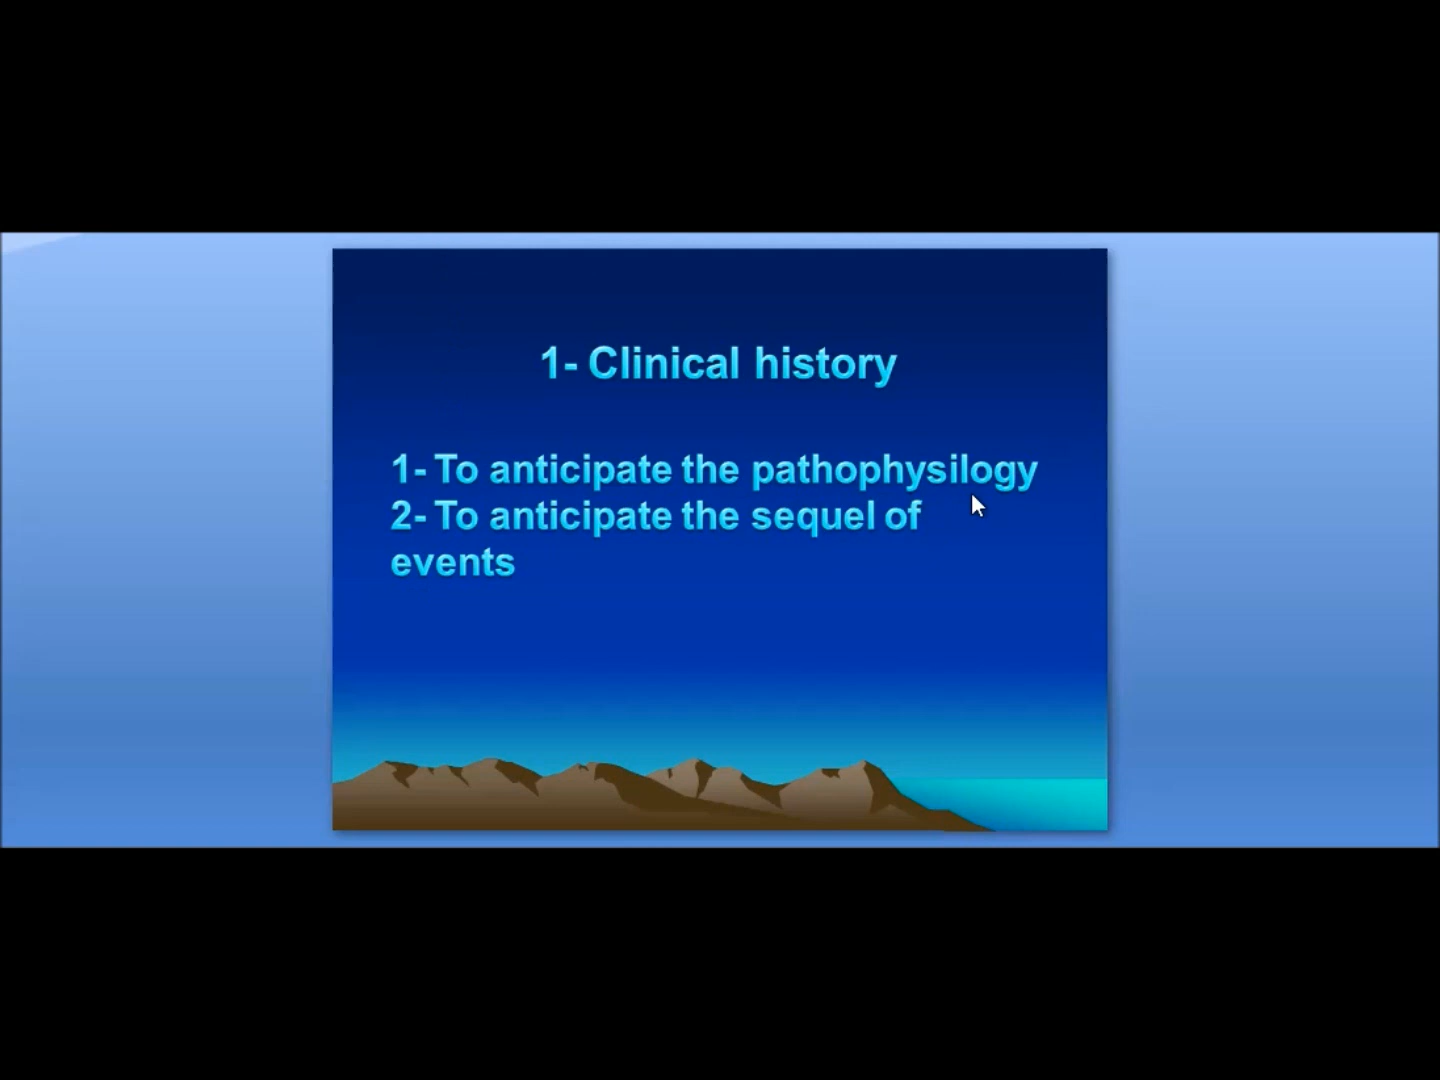 1- Clinical history
1- To anticipate the pathophysilogy
2- To anticipate the sequel of
events